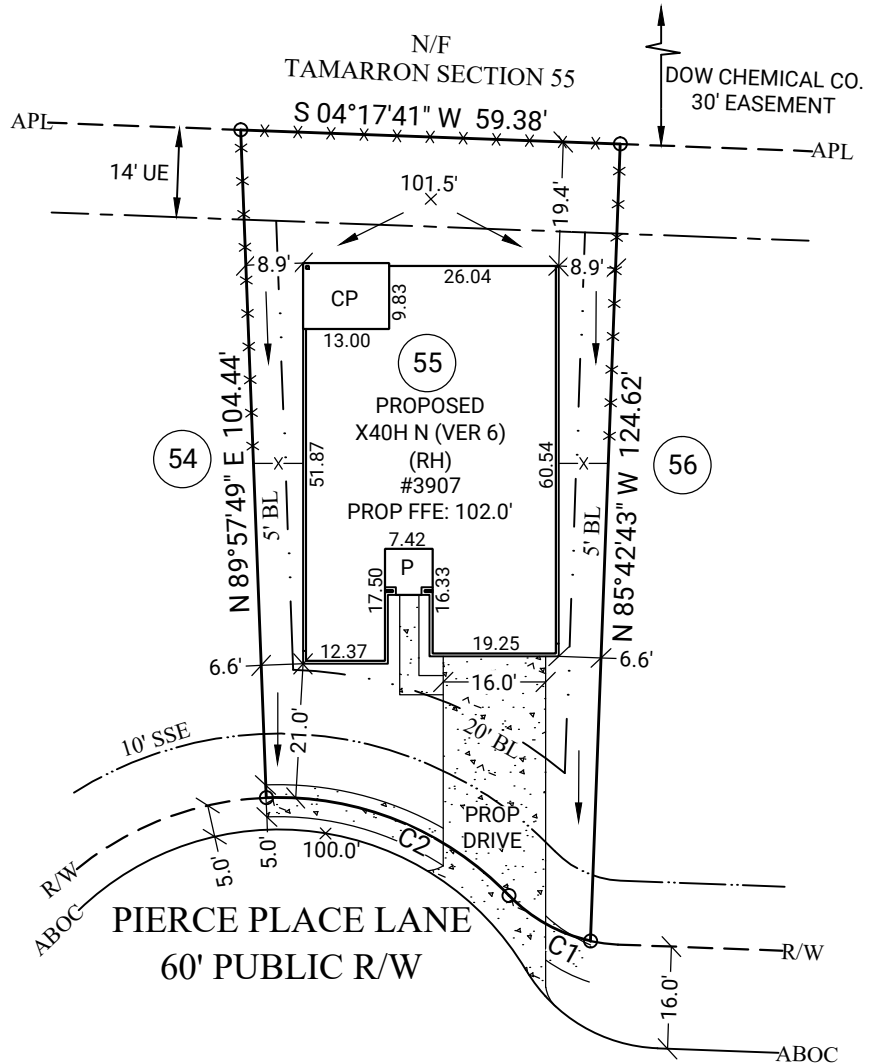 N/F
TAMARRON SECTION 55
DOW CHEMICAL CO.
30' EASEMENT
S 04°17'41" W 59.38'
APL
APL
14' UE
101.5'
19.4'
8.9'
8.9'
26.04
CP
9.83
13.00
55
PROPOSED
X40H N (VER 6)
(RH)
#3907
PROP FFE: 102.0'
54
56
N 89°57'49" E 104.44'
N 85°42'43" W 124.62'
51.87
60.54
5' BL
5' BL
7.42
P
17.50
16.33
12.37
19.25
6.6'
6.6'
16.0'
21.0'
20' BL
10' SSE
PROP
DRIVE
C2
C1
R/W
5.0'
5.0'
100.0'
ABOC
PIERCE PLACE LANE
60' PUBLIC R/W
R/W
16.0'
ABOC